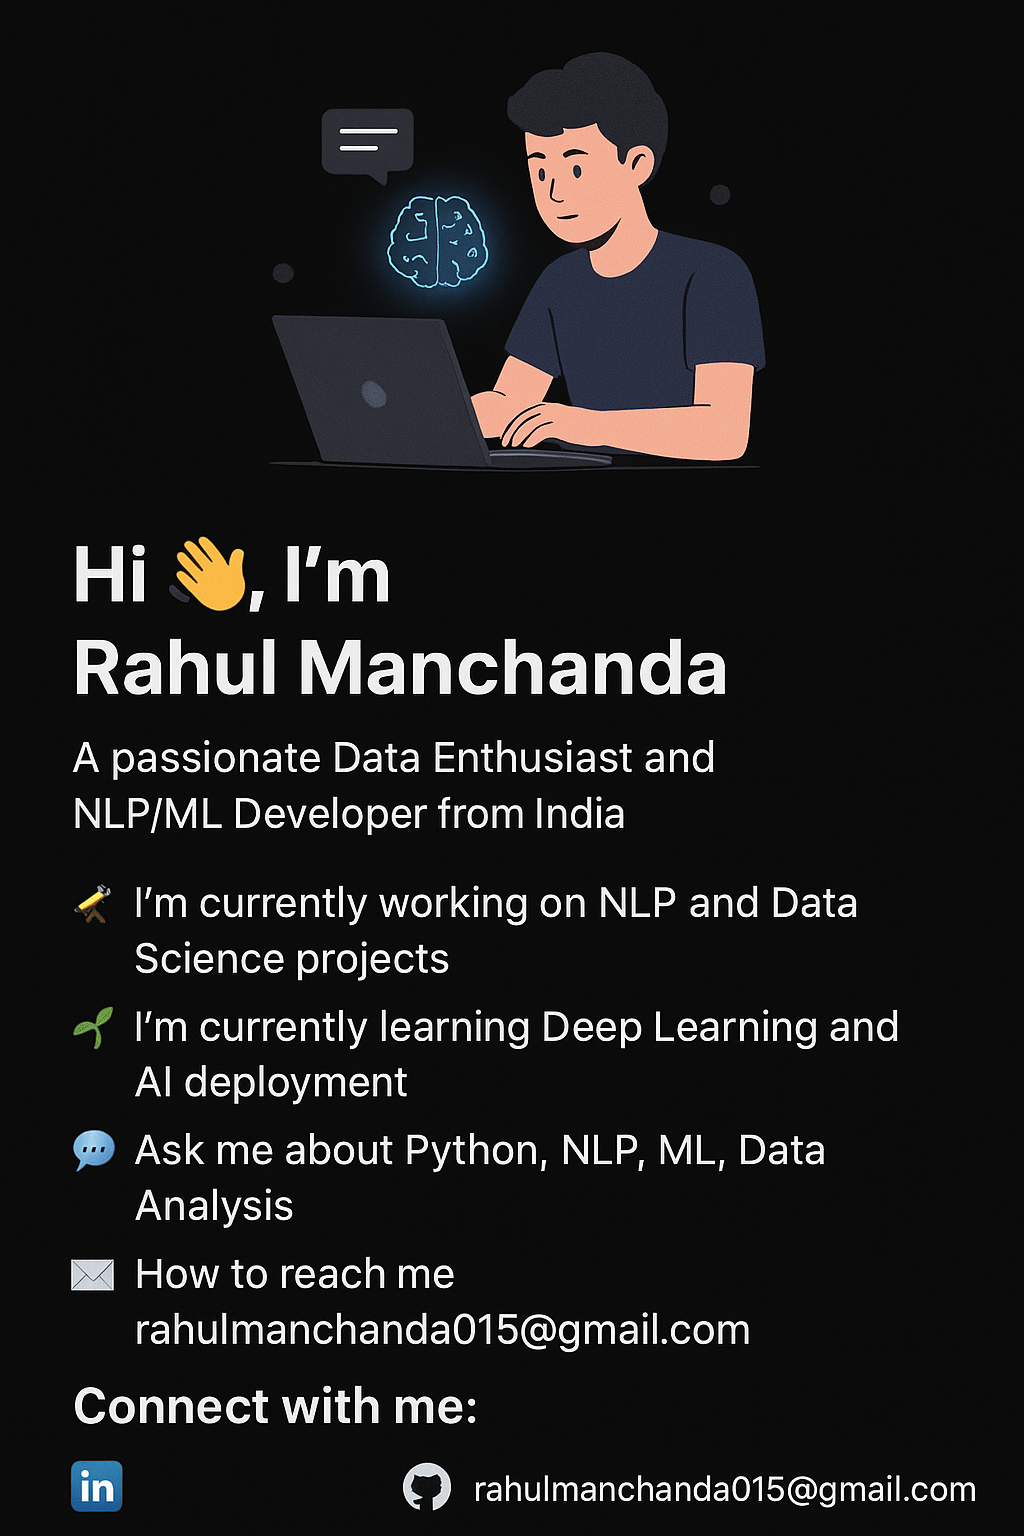 Hi 👋, I’m
Rahul Manchanda
A passionate Data Enthusiast and
NLP/ML Developer from India
I’m currently working on NLP and Data
Science projects
I’m currently learning Deep Learning and
AI deployment
Ask me about Python, NLP, ML, Data
Analysis
How to reach me
rahulmanchanda015@gmail.com
Connect with me:
in
rahulmanchanda015@gmail.com